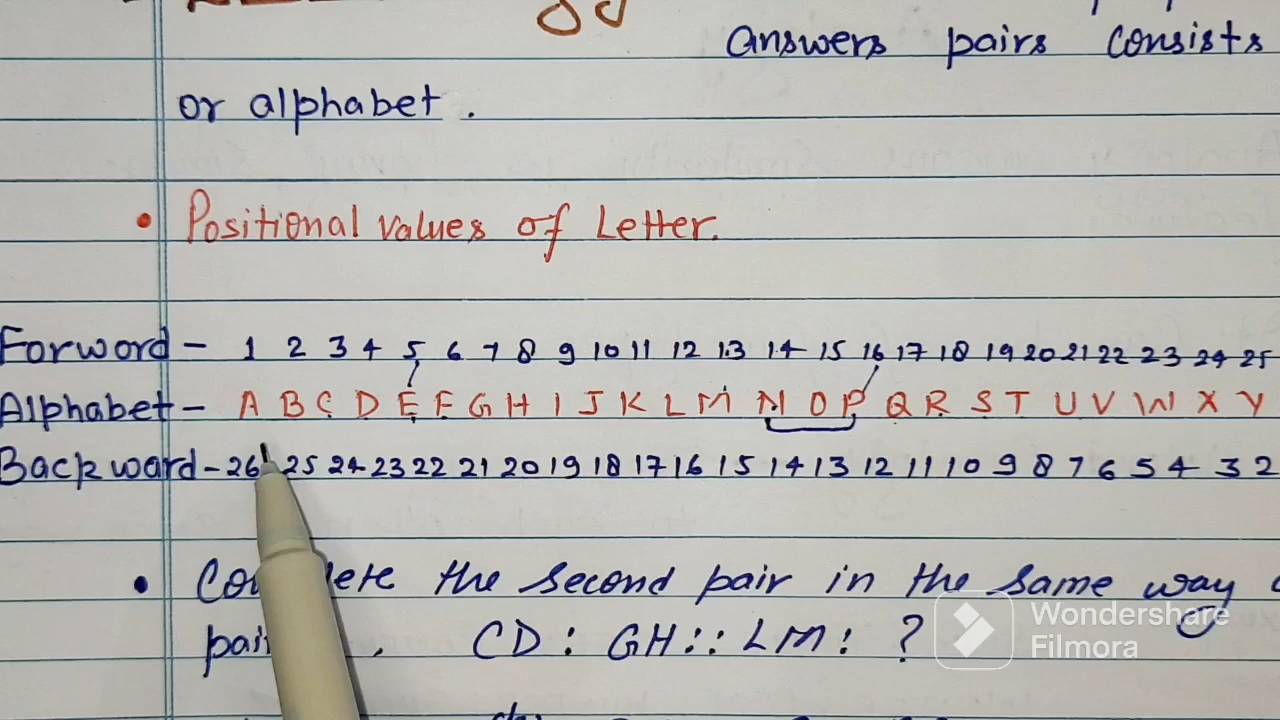 answers pairs consists
or alphabet.
• Positional values of Letter.
Forword - 1 2 3 4 5 6 7 8 9 10 11 12 13 14 15 16 17 18 19 20 21 22 23 24 25
Alphabet - A B C D E F G H I J K L M N O P Q R S T U V W X Y
Backward - 26 25 24 23 22 21 20 19 18 17 16 15 14 13 12 11 10 9 8 7 6 5 4 3 2
• the second pair in the same way
CD : GH :: LM : ?
Wondershare
Filmora